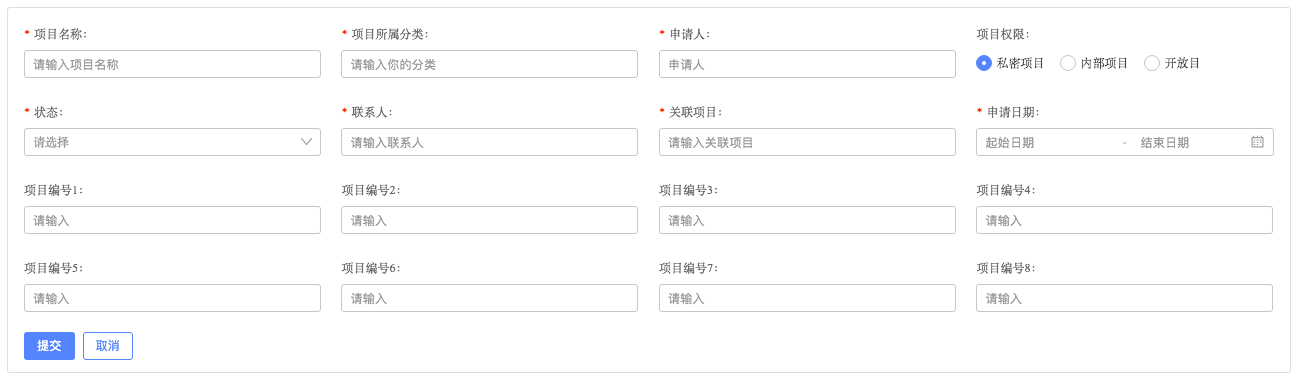 * 项目名称: * 项目所属分类: * 申请人: 项目权限:
请输入项目名称 请输入你的分类 申请人 私密项目 内部项目 开放目
* 状态: * 联系人: * 关联项目: * 申请日期:
请选择 请输入联系人 请输入关联项目 起始日期 - 结束日期
项目编号1: 项目编号2: 项目编号3: 项目编号4:
请输入 请输入 请输入 请输入
项目编号5: 项目编号6: 项目编号7: 项目编号8:
请输入 请输入 请输入 请输入
提交 取消